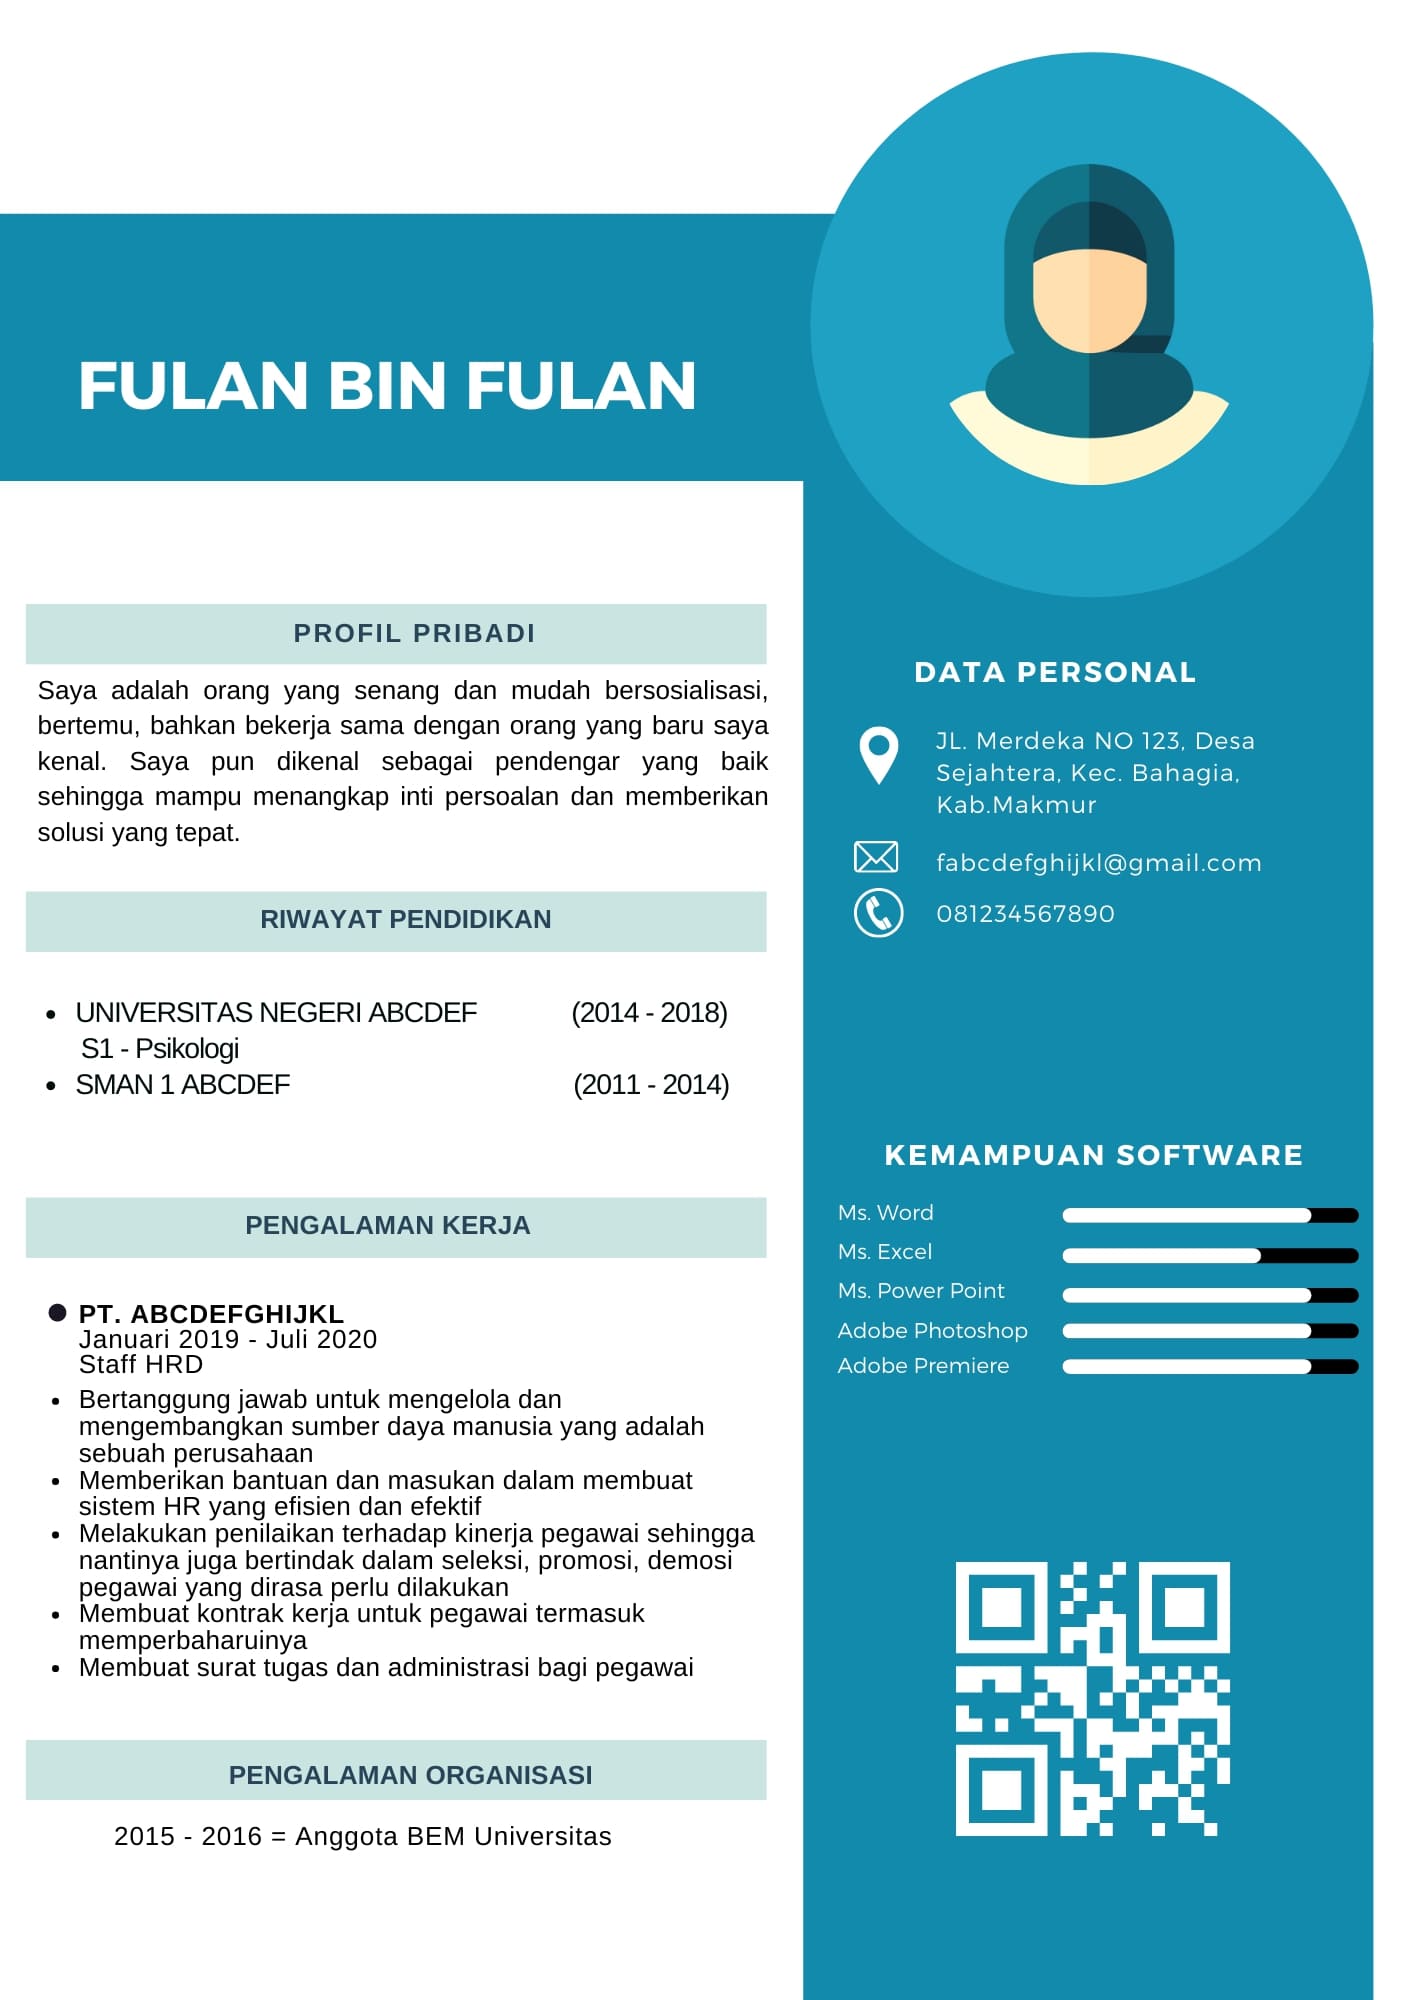 FULAN BIN FULAN
PROFIL PRIBADI
Saya adalah orang yang senang dan mudah bersosialisasi,
bertemu, bahkan bekerja sama dengan orang yang baru saya
kenal. Saya pun dikenal sebagai pendengar yang baik
sehingga mampu menangkap inti persoalan dan memberikan
solusi yang tepat.
RIWAYAT PENDIDIKAN
• UNIVERSITAS NEGERI ABCDEF (2014 - 2018)
S1 - Psikologi
• SMAN 1 ABCDEF (2011 - 2014)
PENGALAMAN KERJA
• PT. ABCDEFGHIJKL
Januari 2019 - Juli 2020
Staff HRD
• Bertanggung jawab untuk mengelola dan
mengembangkan sumber daya manusia yang adalah
sebuah perusahaan
• Memberikan bantuan dan masukan dalam membuat
sistem HR yang efisien dan efektif
• Melakukan penilaikan terhadap kinerja pegawai sehingga
nantinya juga bertindak dalam seleksi, promosi, demosi
pegawai yang dirasa perlu dilakukan
• Membuat kontrak kerja untuk pegawai termasuk
memperbaharuinya
• Membuat surat tugas dan administrasi bagi pegawai
PENGALAMAN ORGANISASI
2015 - 2016 = Anggota BEM Universitas
DATA PERSONAL
JL. Merdeka NO 123, Desa
Sejahtera, Kec. Bahagia,
Kab.Makmur
fabcdefghijkl@gmail.com
081234567890
KEMAMPUAN SOFTWARE
Ms. Word
Ms. Excel
Ms. Power Point
Adobe Photoshop
Adobe Premiere